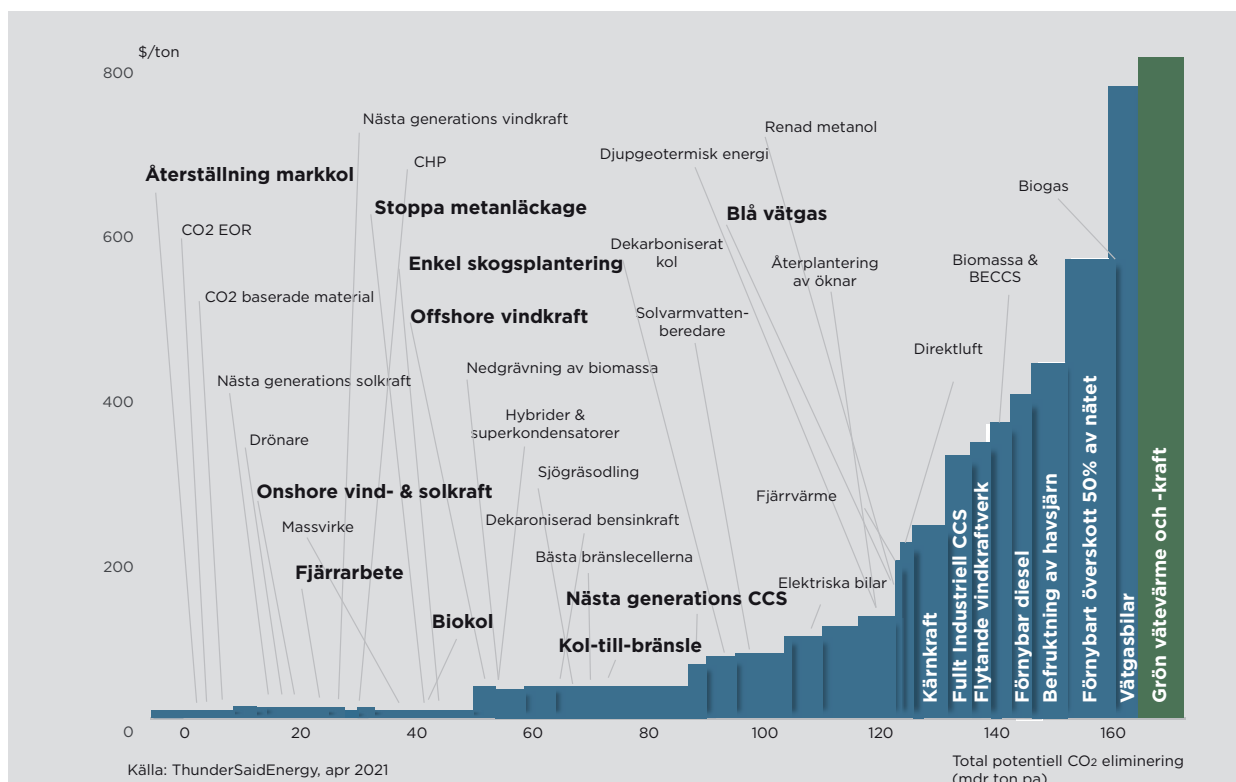 $/ton
800
Nästa generations vindkraft
Renad metanol
Djupgeotermisk energi
CHP
Återställning markkol
Biogas
Stoppa metanläckage
Blå vätgas
CO2 EOR
600
Dekarboniserat
kol
Enkel skogsplantering
Återplantering
av öknar
Biomassa &
BECCS
CO2 baserade material
Offshore vindkraft
Solvarmvatten-
beredare
Direktluft
Nedgrävning av biomassa
Nästa generations solkraft
400
Hybrider &
superkondensatorer
Drönare
Sjögräsodling
Onshore vind- & solkraft
Fjärrvärme
Massvirke
Dekaroniserad bensinkraft
Bästa bränslecellerna
200
Fjärrarbete
Elektriska bilar
Nästa generations CCS
Biokol
Kol-till-bränsle
Kärnkraft
Fullt Industriell CCS
Flytande vindkraftverk
Förnybar diesel
Befruktning av havsjärn
Förnybart överskott 50% av nätet
Vätgasbilar
Grön vätevärme och -kraft
0
0 20 40 60 80 100 120 140 160
Källa: ThunderSaidEnergy, apr 2021
Total potentiell CO2 eliminering
(mdr ton pa)